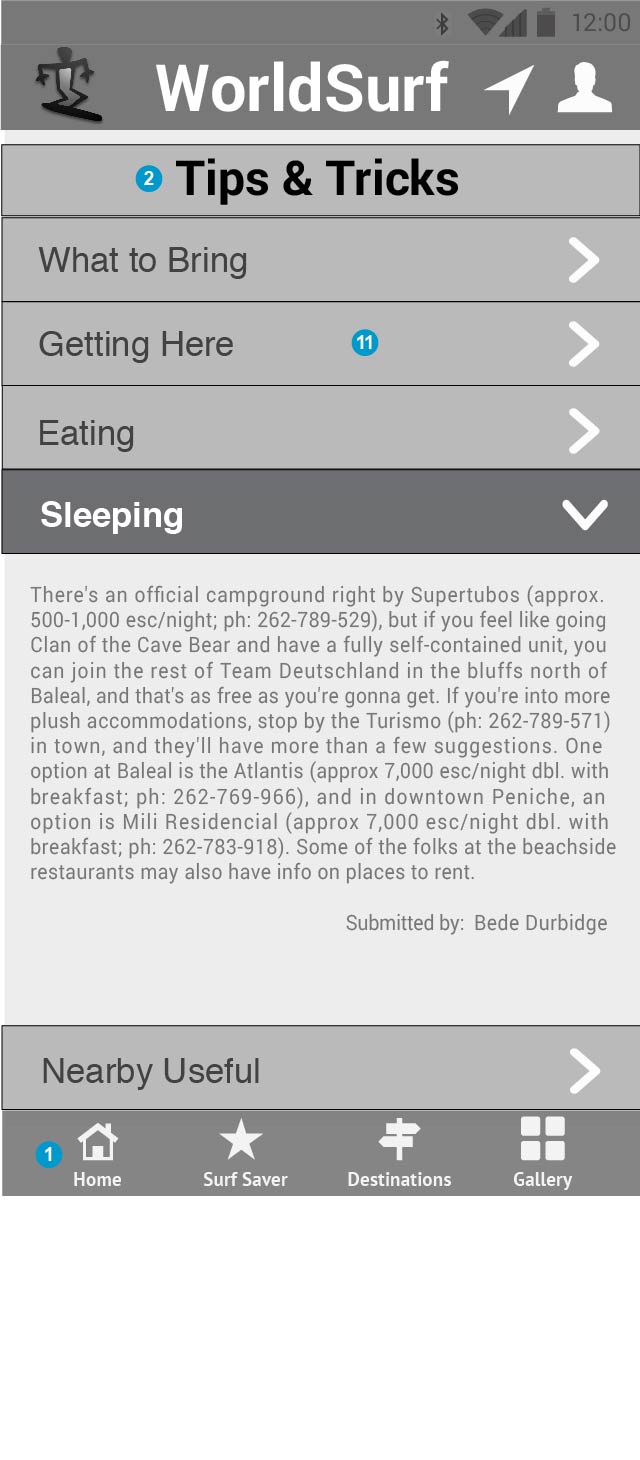 12:00
WorldSurf
2 Tips & Tricks
What to Bring
Getting Here 11
Eating
Sleeping
There's an official campground right by Supertubos (approx.
500-1,000 esc/night; ph: 262-789-529), but if you feel like going
Clan of the Cave Bear and have a fully self-contained unit, you
can join the rest of Team Deutschland in the bluffs north of
Baleal, and that's as free as you're gonna get. If you're into more
plush accommodations, stop by the Turismo (ph: 262-789-571)
in town, and they'll have more than a few suggestions. One
option at Baleal is the Atlantis (approx 7,000 esc/night dbl. with
breakfast; ph: 262-769-966), and in downtown Peniche, an
option is Mili Residencial (approx 7,000 esc/night dbl. with
breakfast; ph: 262-783-918). Some of the folks at the beachside
restaurants may also have info on places to rent.
Submitted by: Bede Durbidge
Nearby Useful
1 Home Surf Saver Destinations Gallery